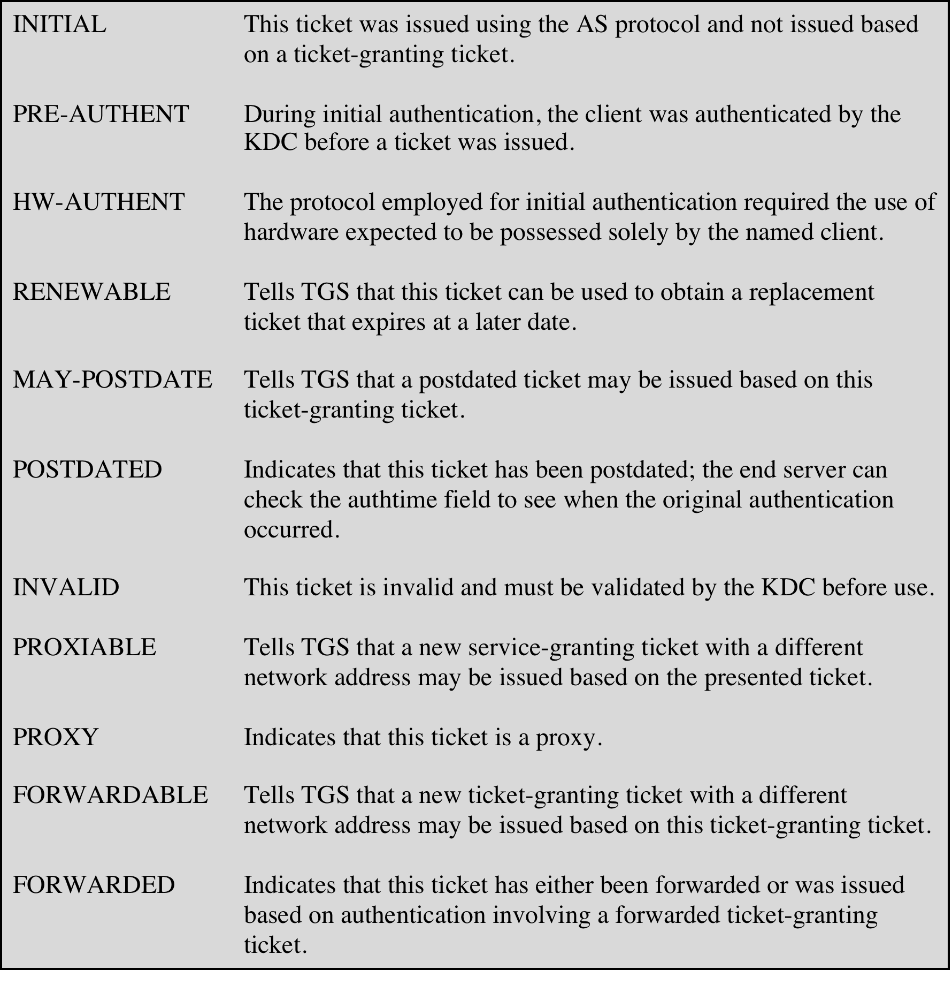 INITIAL This ticket was issued using the AS protocol and not issued based
on a ticket-granting ticket.
PRE-AUTHENT During initial authentication, the client was authenticated by the
KDC before a ticket was issued.
HW-AUTHENT The protocol employed for initial authentication required the use of
hardware expected to be possessed solely by the named client.
RENEWABLE Tells TGS that this ticket can be used to obtain a replacement
ticket that expires at a later date.
MAY-POSTDATE Tells TGS that a postdated ticket may be issued based on this
ticket-granting ticket.
POSTDATED Indicates that this ticket has been postdated; the end server can
check the authtime field to see when the original authentication
occurred.
INVALID This ticket is invalid and must be validated by the KDC before use.
PROXIABLE Tells TGS that a new service-granting ticket with a different
network address may be issued based on the presented ticket.
PROXY Indicates that this ticket is a proxy.
FORWARDABLE Tells TGS that a new ticket-granting ticket with a different
network address may be issued based on this ticket-granting ticket.
FORWARDED Indicates that this ticket has either been forwarded or was issued
based on authentication involving a forwarded ticket-granting
ticket.